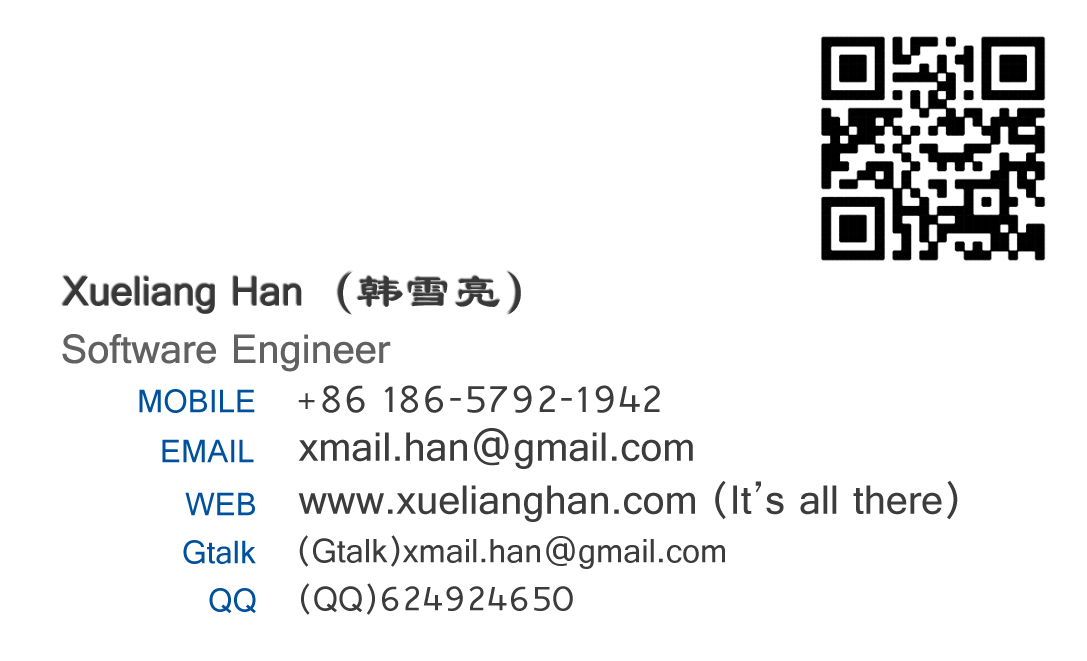 Xueliang Han (韩雪亮)
Software Engineer
MOBILE +86 186-5792-1942
EMAIL xmail.han@gmail.com
WEB www.xuelianghan.com (It's all there)
Gtalk (Gtalk)xmail.han@gmail.com
QQ (QQ)624924650